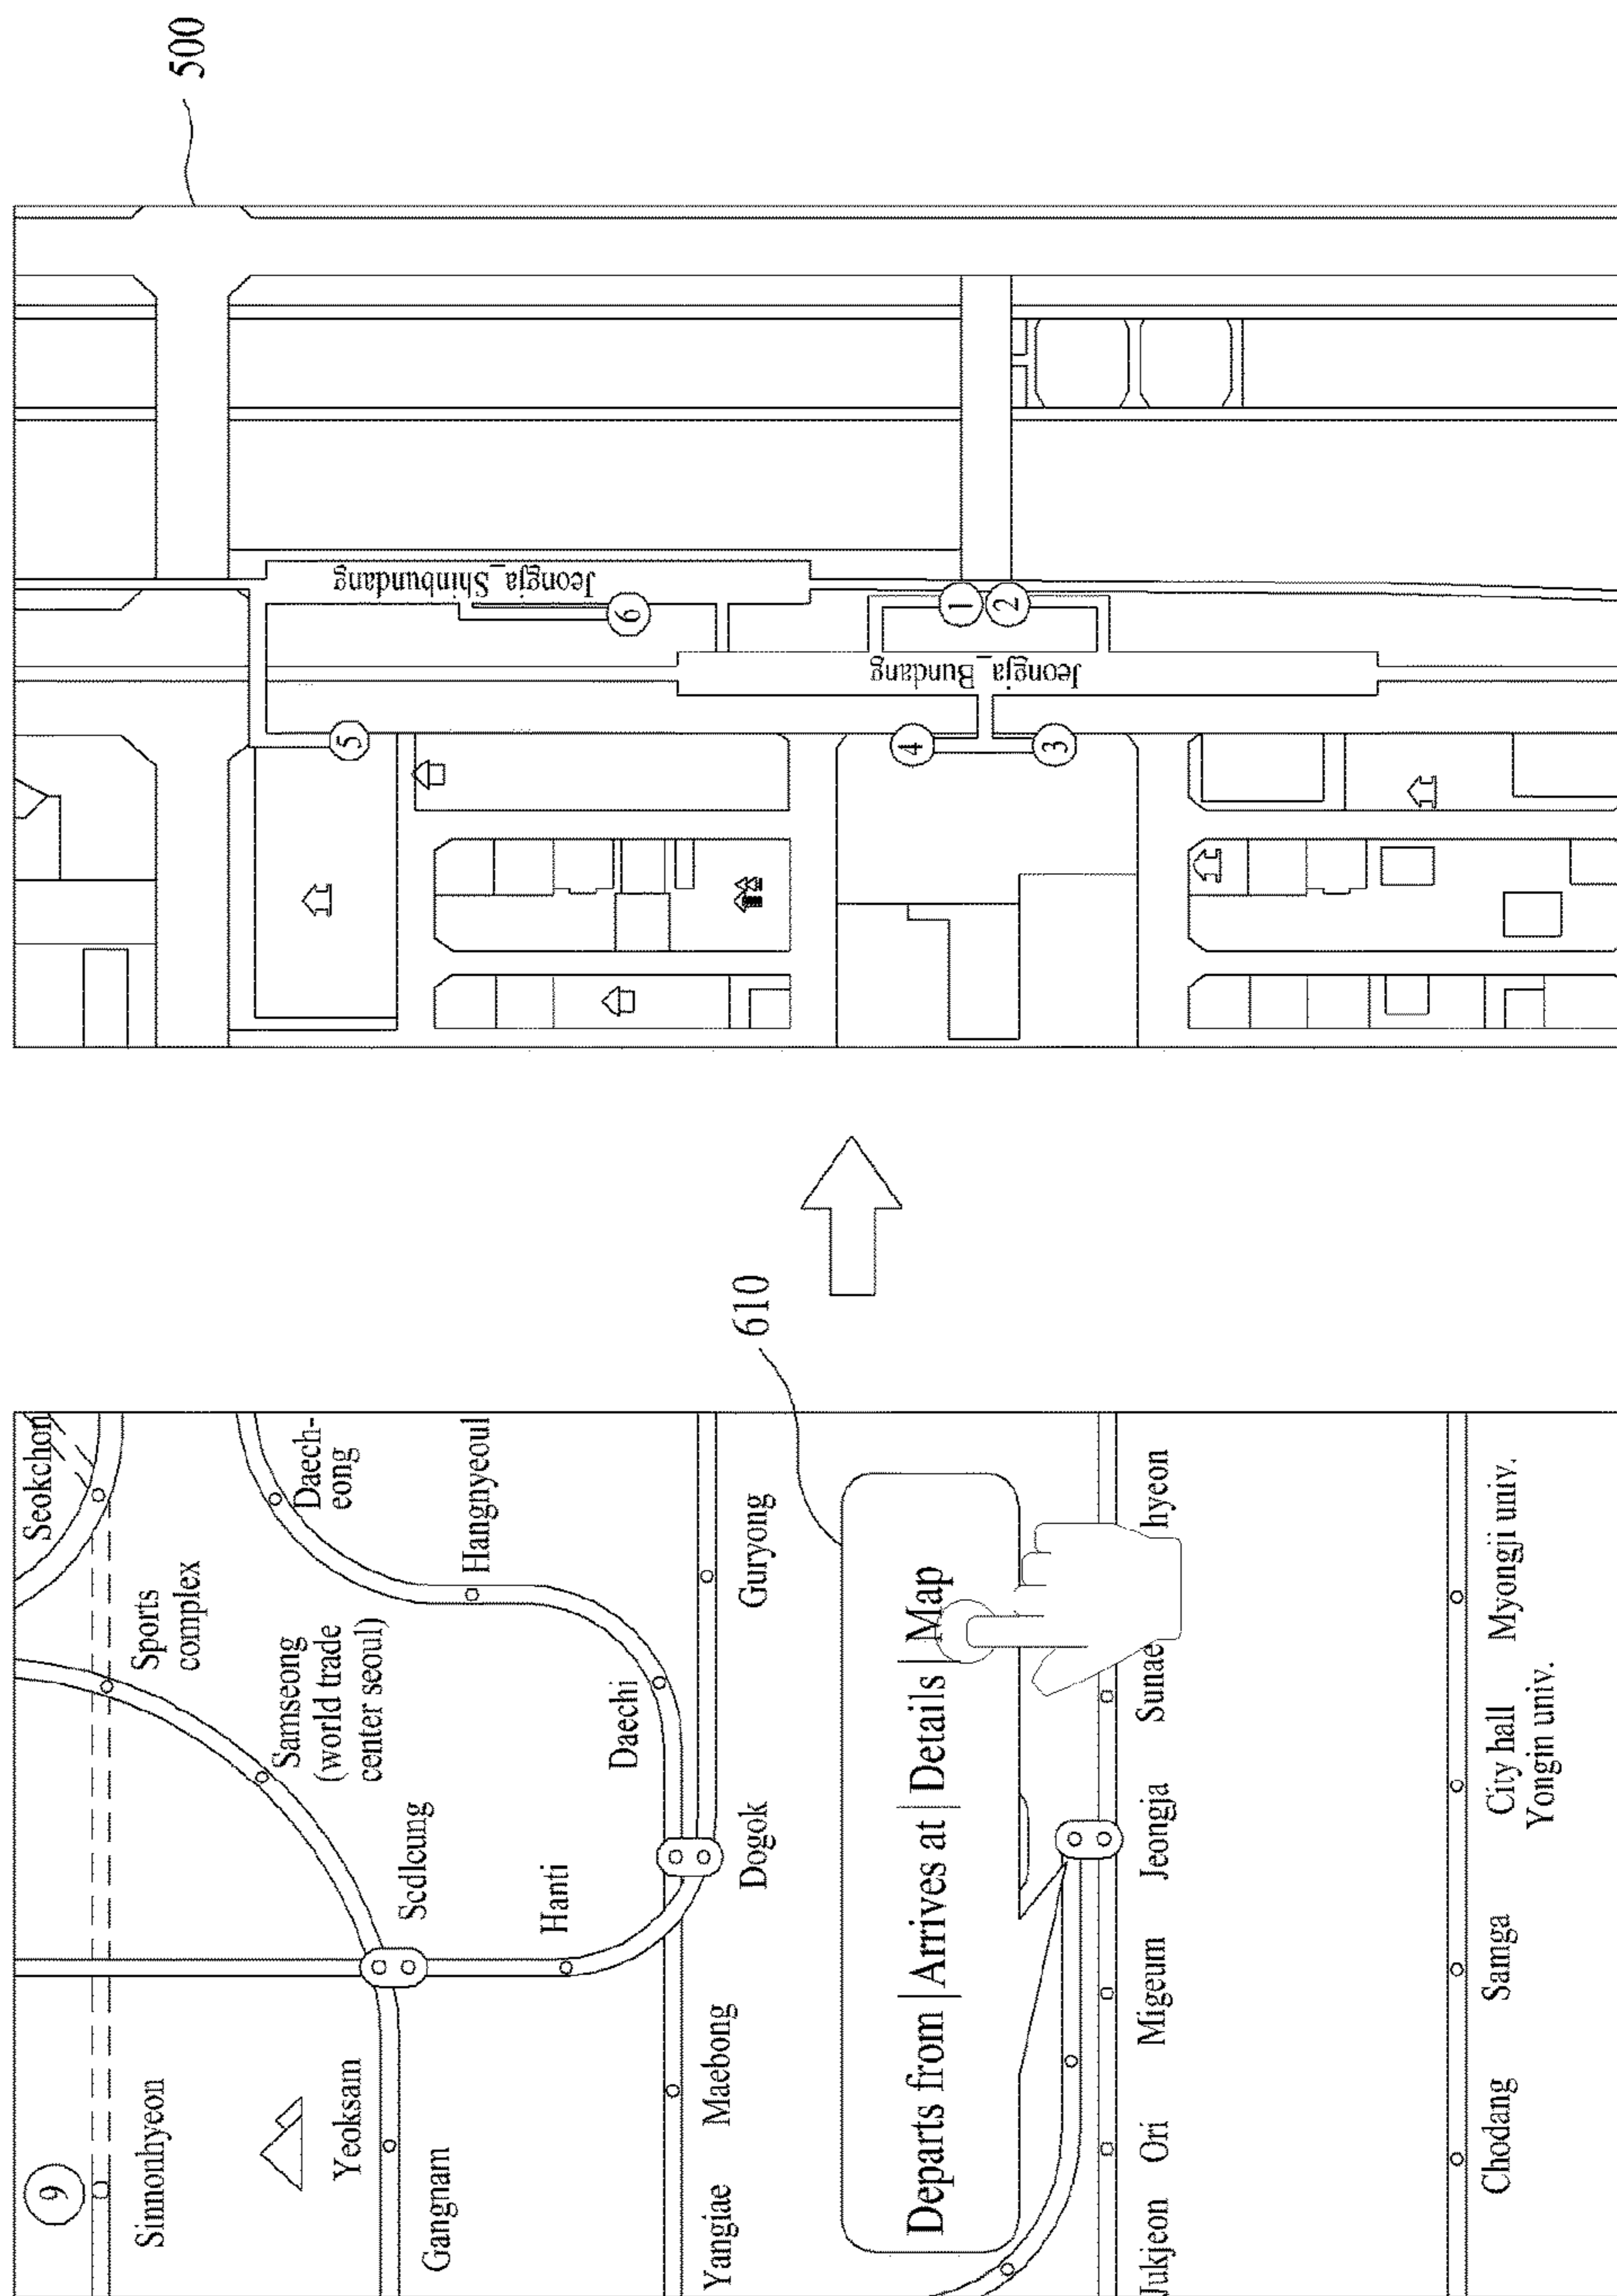 9
Sinnonhyeon
Sports
complex
Seokchon
Yeoksam
Samseong
(world trade
center seoul)
Daech-
eong
Gangnam
Scdlcung
Hangnyeoul
Hanti
Daechi
Yangiae
Maebong
Dogok
Guryong
610
Departs from | Arrives at | Details | Map
Jukjeon
Ori
Migeum
Jeongja
Sunae
hyeon
Chodang
Samga
City hall
Yongin univ.
Myongji univ.
500
5
Jeongja_Shinbundang
6
4
Jeongja_Bundang
1
2
3